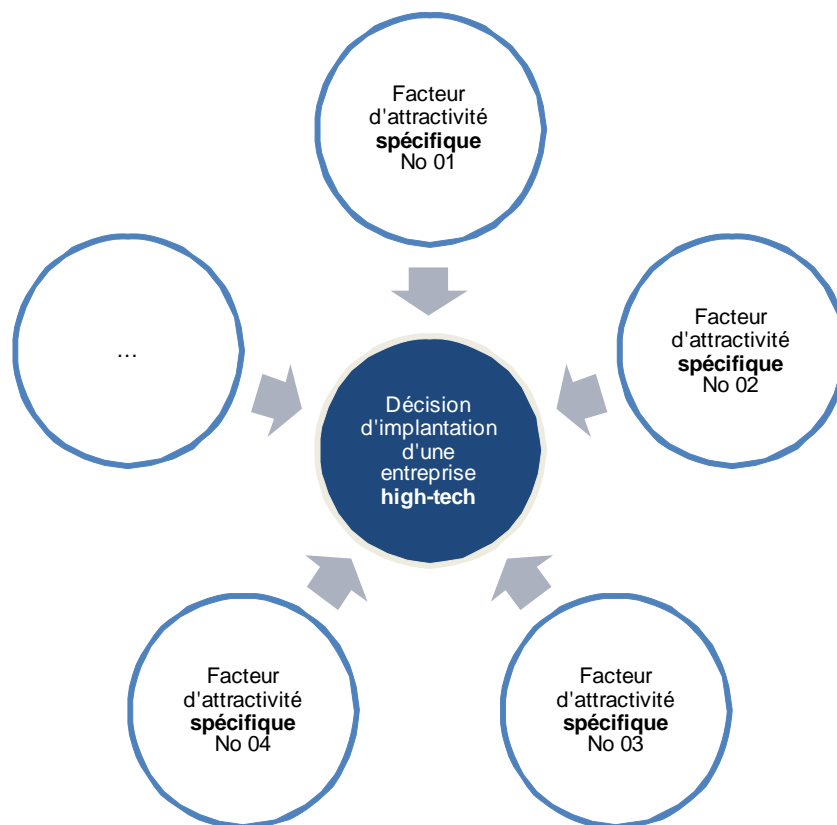 Facteur
d'attractivité
spécifique
No 01
Facteur
d'attractivité
spécifique
No 02
...
Décision
d'implantation
d'une
entreprise
high-tech
Facteur
d'attractivité
spécifique
No 04
Facteur
d'attractivité
spécifique
No 03